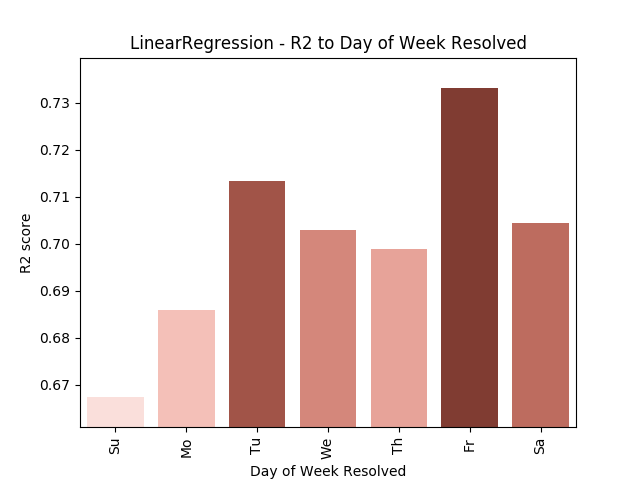 LinearRegression - R2 to Day of Week Resolved
0.73
0.72
0.71
0.70
0.69
0.68
0.67
R2 score
Su
Mo
Tu
We
Th
Fr
Sa
Day of Week Resolved